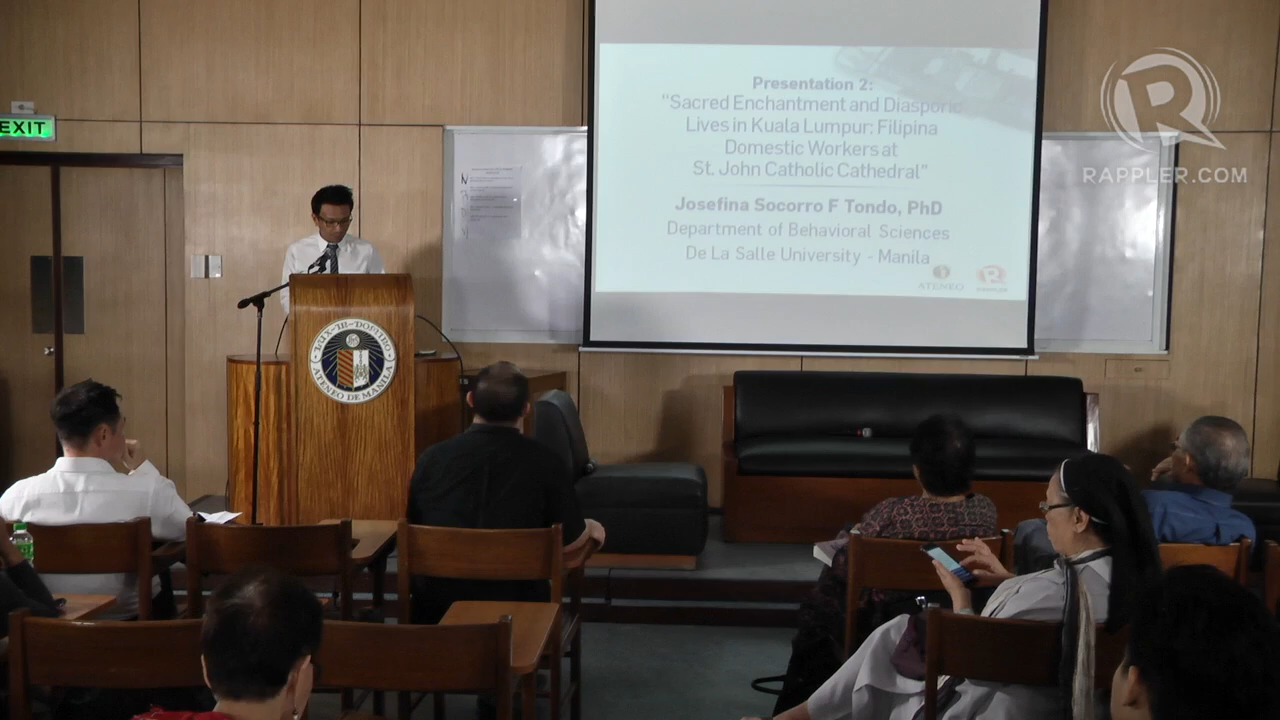 EXIT
Presentation 2:
"Sacred Enchantment and Diasporic
Lives in Kuala Lumpur: Filipina
Domestic Workers at
St. John Catholic Cathedral"
Josefina Socorro F Tondo, PhD
Department of Behavioral Sciences
De La Salle University - Manila
ATENEO
RAPPLER
R
RAPPLER.COM
ATENEO DE MANILA